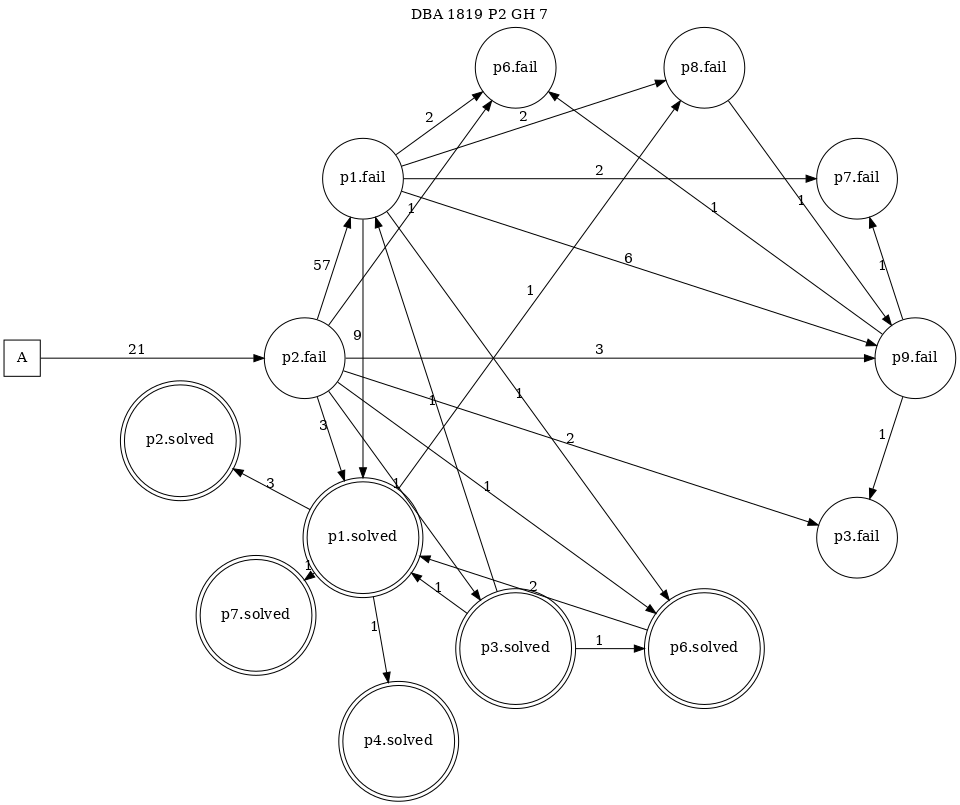 DBA 1819 P2 GH 7
p6.fail
p8.fail
2
2
p1.fail
2
p7.fail
1
1
1
57
6
1
1
9
A
21
p2.fail
3
p9.fail
1
1
3
2
1
p2.solved
3
1
1
p1.solved
p3.fail
1
2
1
p7.solved
1
p3.solved
1
p6.solved
p4.solved